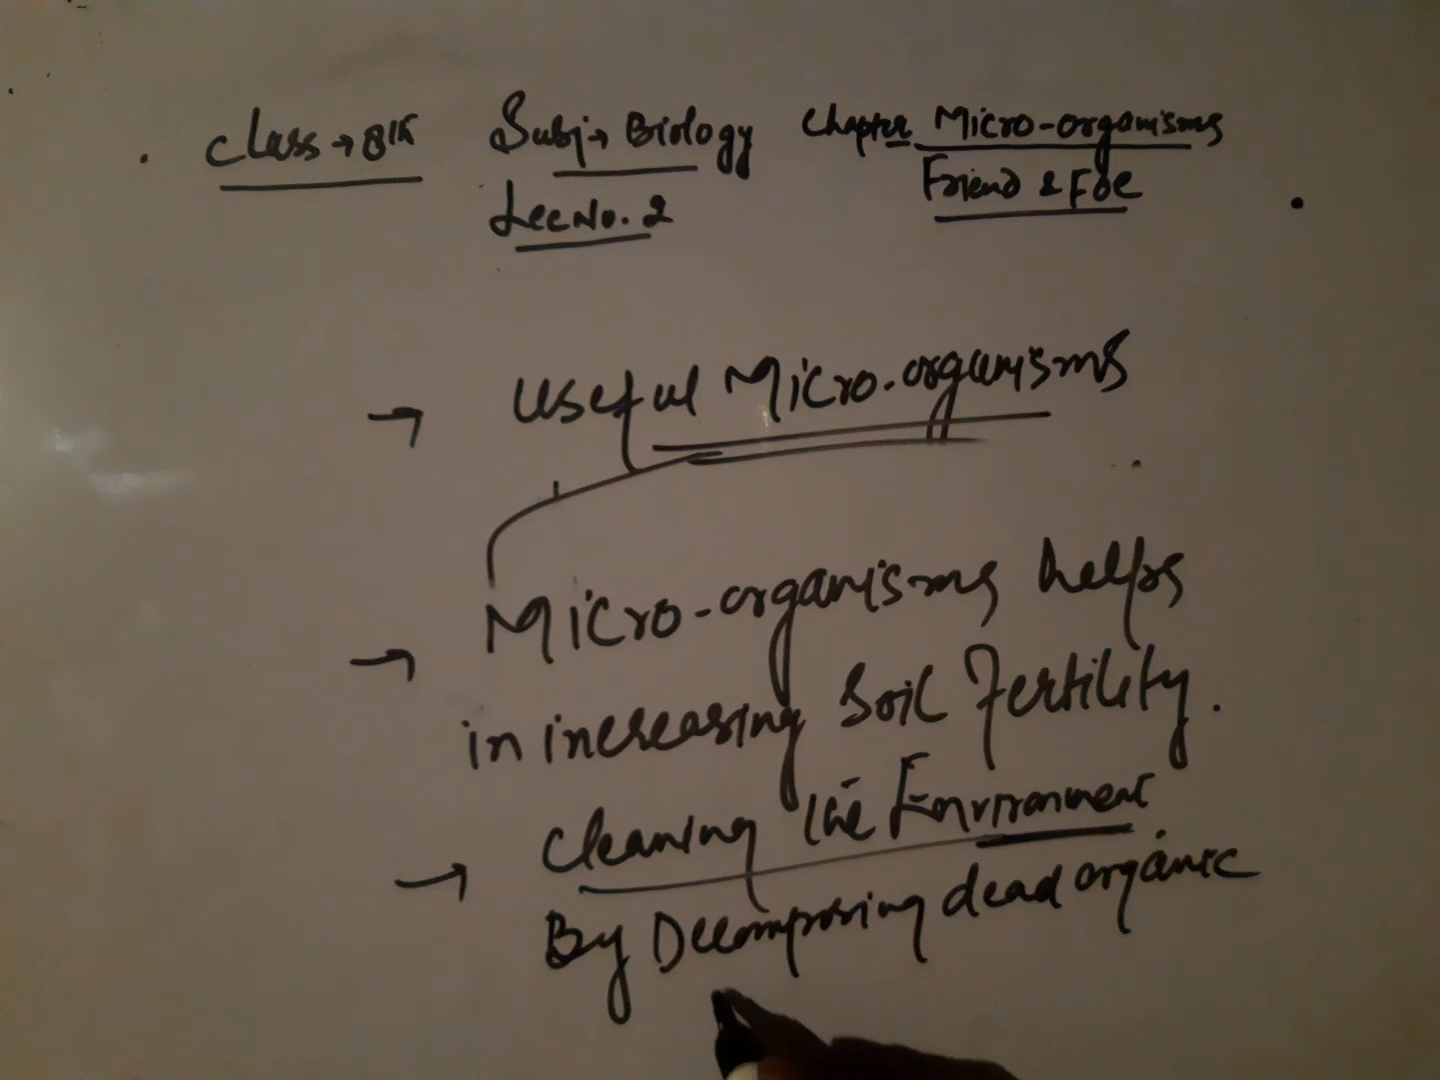 Class → 8th Subj → Biology Chapter Micro-organisms
Lec No. 2 Friend & Foe
→ Useful Micro-organisms
→ Micro-organisms helps
in increasing Soil Fertility.
→ Cleaning the Environment
By Decomposing dead organic